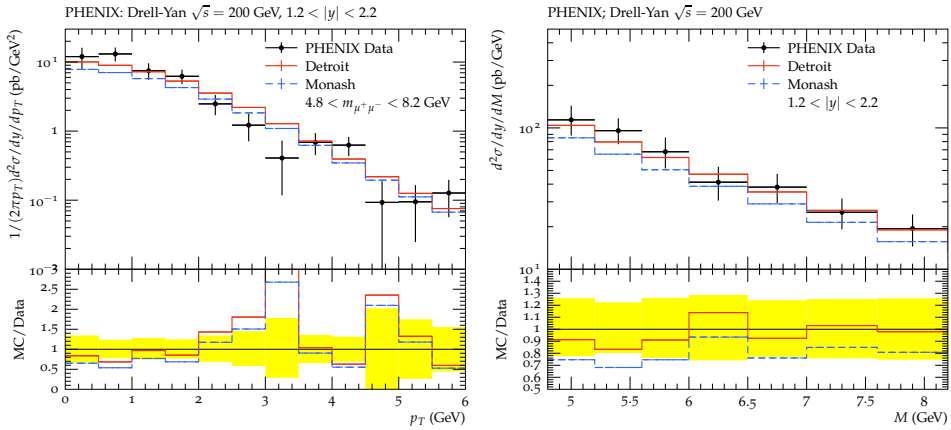 PHENIX: Drell-Yan √s = 200 GeV, 1.2 < |y| < 2.2
1/(2πp_T)d²σ/dy/dp_T (pb/GeV²)
PHENIX Data
Detroit
Monash
4.8 < m_μ⁺μ⁻ < 8.2 GeV
10¹
1
10⁻¹
10⁻²
10⁻³
MC/Data
2.5
2
1.5
1
0.5
0
0 1 2 3 4 5 6
p_T (GeV)
PHENIX; Drell-Yan √s = 200 GeV
d²σ/dy/dM (pb/GeV)
PHENIX Data
Detroit
Monash
1.2 < |y| < 2.2
10²
10¹
MC/Data
1.4
1.3
1.2
1.1
1
0.9
0.8
0.7
0.6
0.5
5 5.5 6 6.5 7 7.5 8
M (GeV)